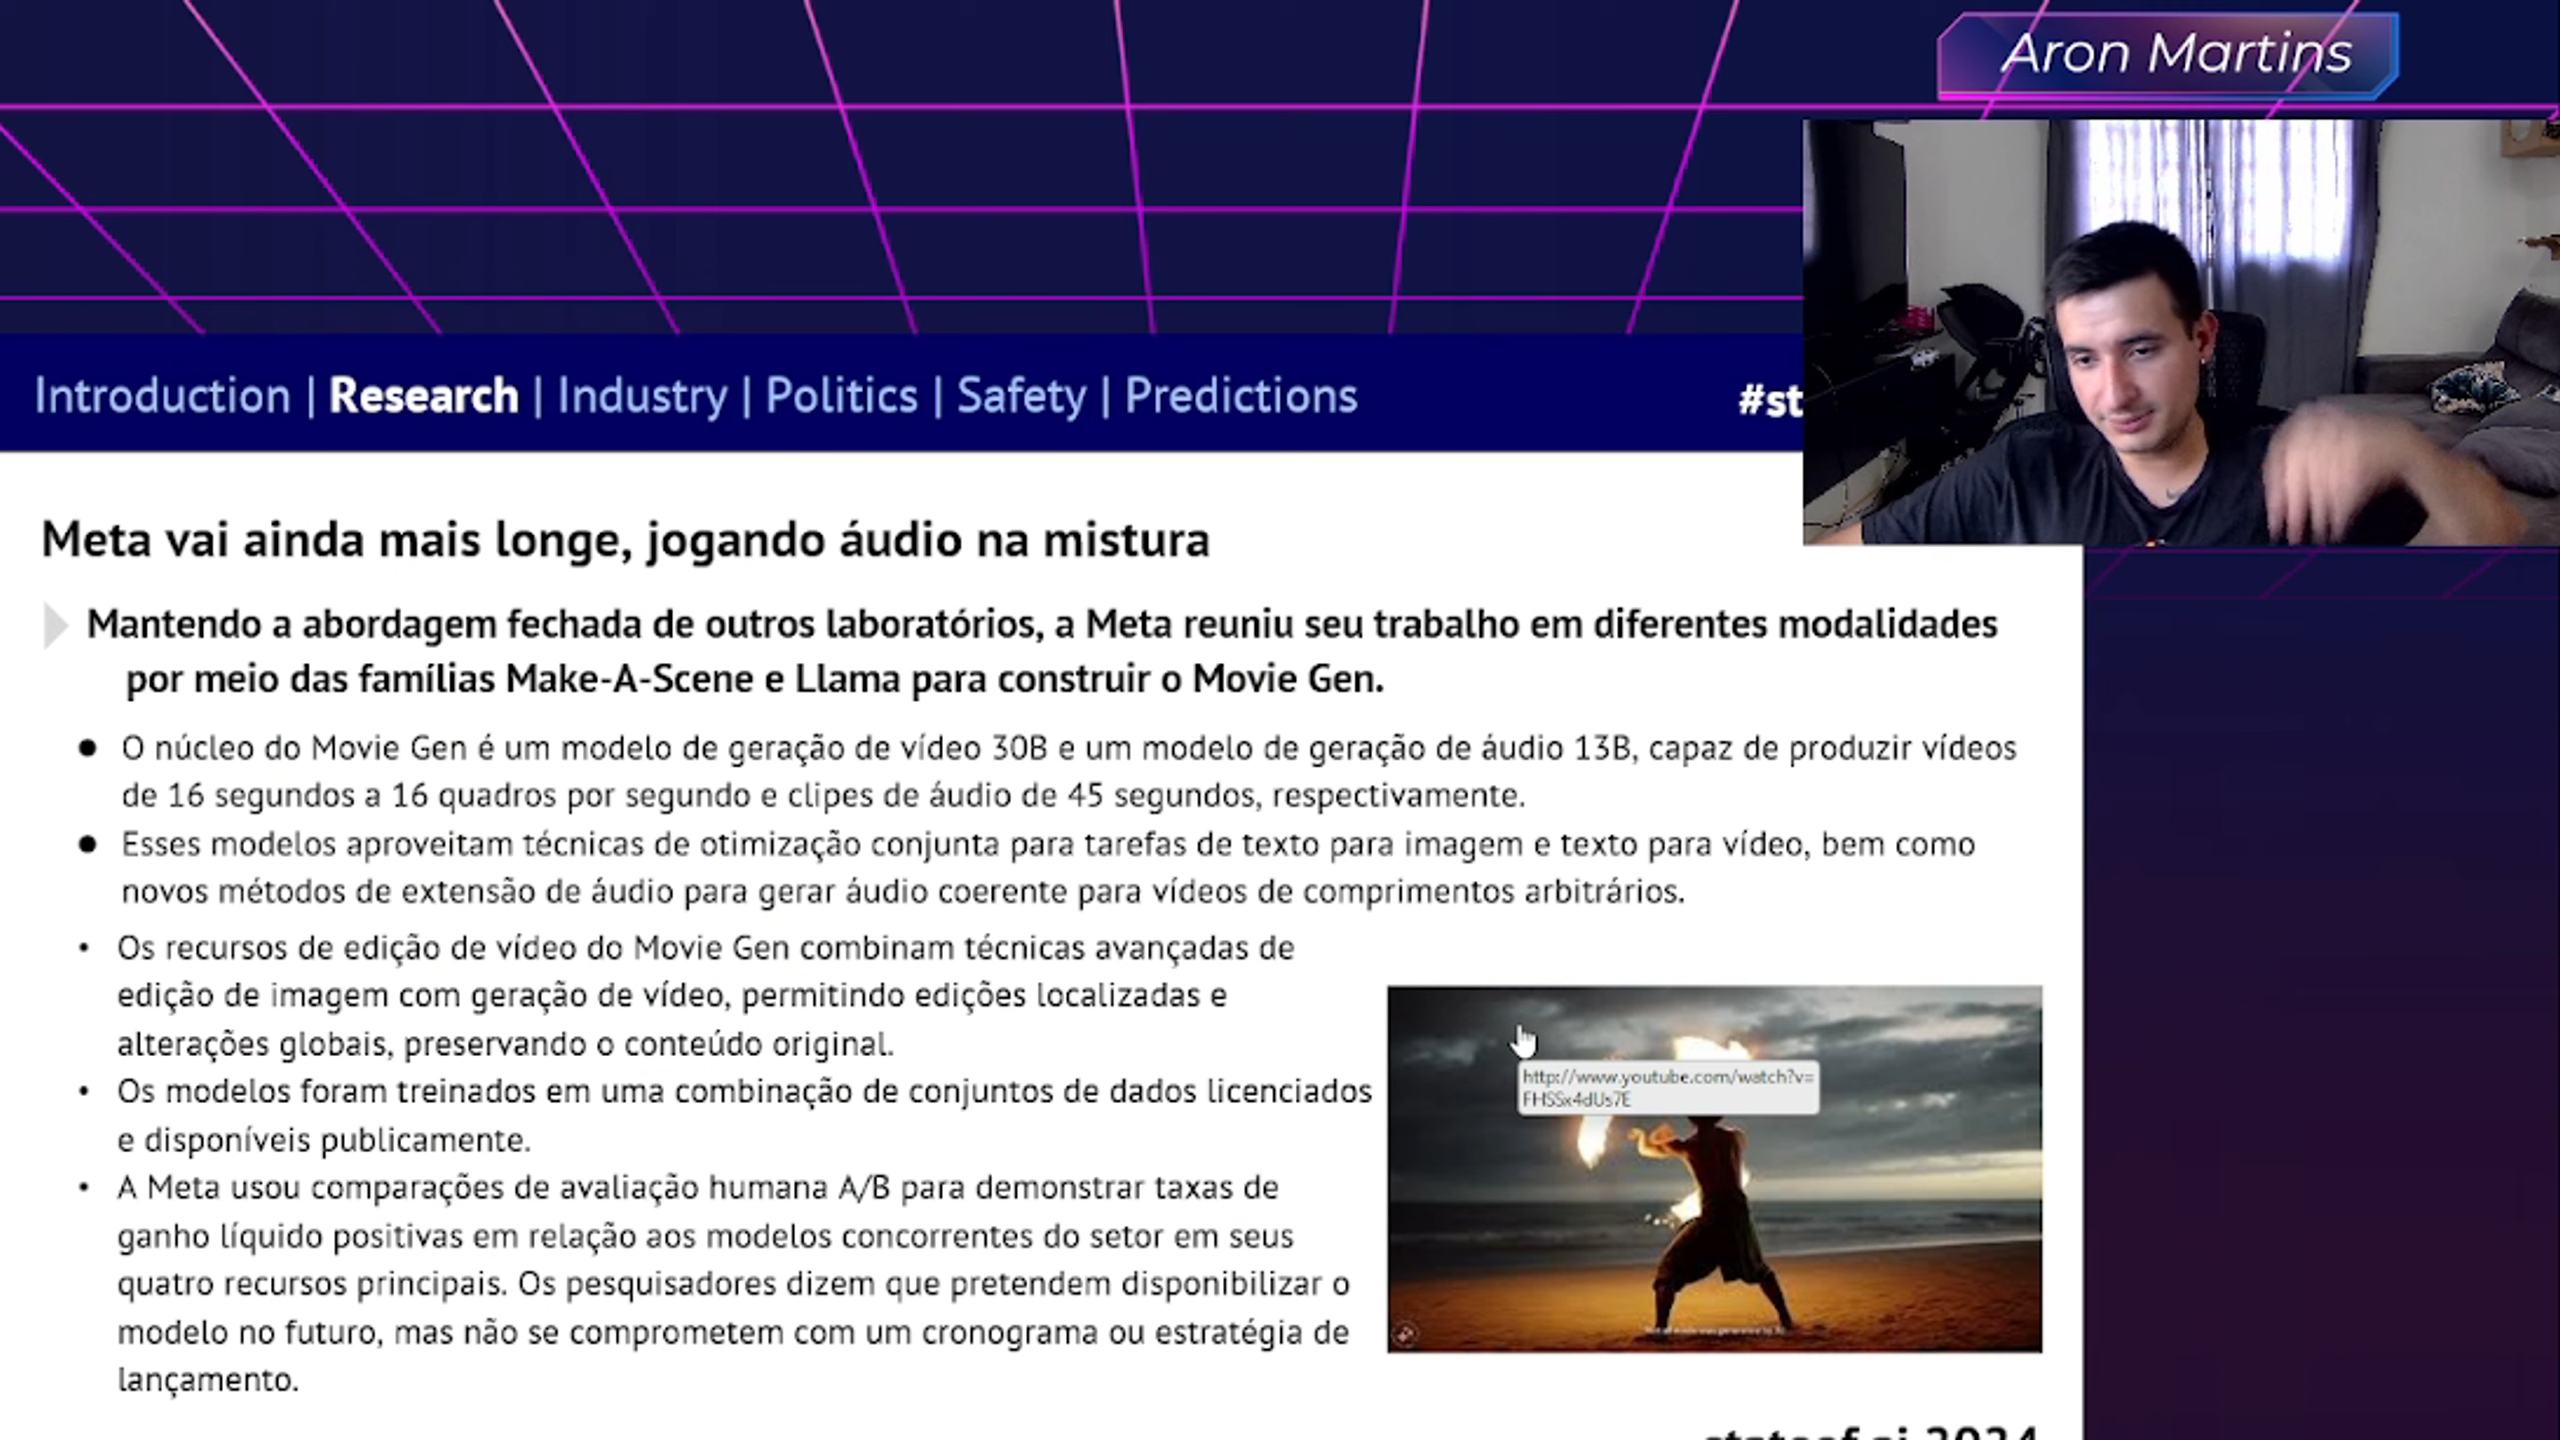 Aron Martins
Introduction | Research | Industry | Politics | Safety | Predictions
#st
Meta vai ainda mais longe, jogando áudio na mistura
Mantendo a abordagem fechada de outros laboratórios, a Meta reuniu seu trabalho em diferentes modalidades
por meio das famílias Make-A-Scene e Llama para construir o Movie Gen.
● O núcleo do Movie Gen é um modelo de geração de vídeo 30B e um modelo de geração de áudio 13B, capaz de produzir vídeos
de 16 segundos a 16 quadros por segundo e clipes de áudio de 45 segundos, respectivamente.
● Esses modelos aproveitam técnicas de otimização conjunta para tarefas de texto para imagem e texto para vídeo, bem como
novos métodos de extensão de áudio para gerar áudio coerente para vídeos de comprimentos arbitrários.
• Os recursos de edição de vídeo do Movie Gen combinam técnicas avançadas de
edição de imagem com geração de vídeo, permitindo edições localizadas e
alterações globais, preservando o conteúdo original.
• Os modelos foram treinados em uma combinação de conjuntos de dados licenciados
e disponíveis publicamente.
• A Meta usou comparações de avaliação humana A/B para demonstrar taxas de
ganho líquido positivas em relação aos modelos concorrentes do setor em seus
quatro recursos principais. Os pesquisadores dizem que pretendem disponibilizar o
modelo no futuro, mas não se comprometem com um cronograma ou estratégia de
lançamento.
http://www.youtube.com/watch?v=
FHSSx4dUs7E
stateof.ai 2024